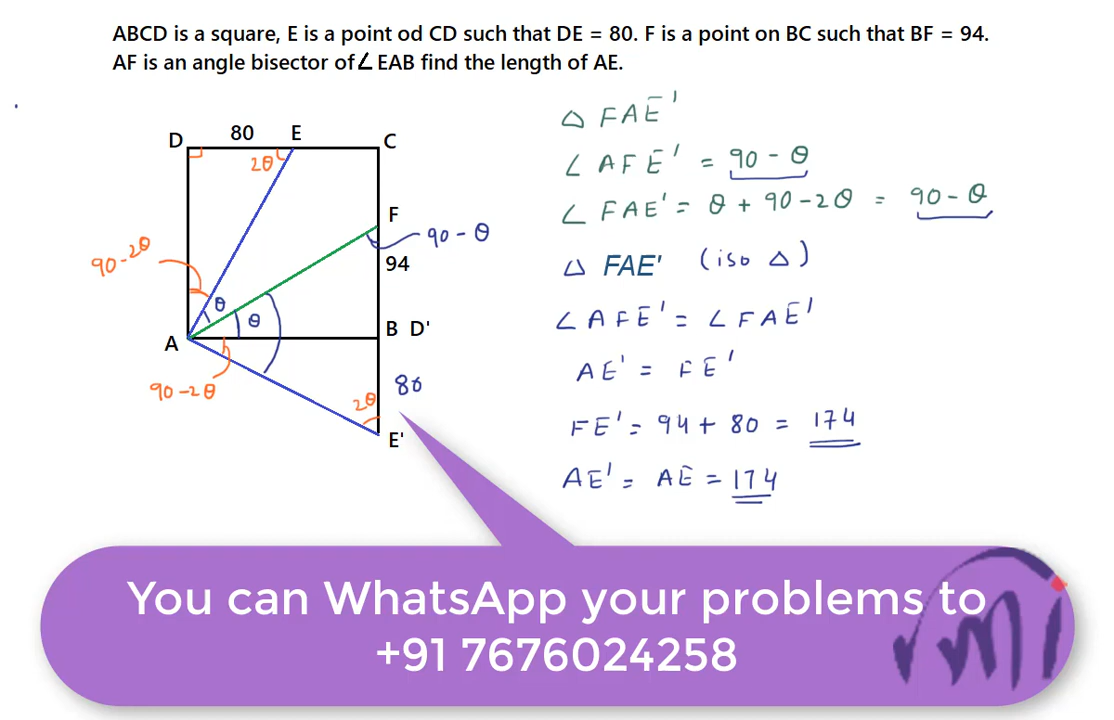 ABCD is a square, E is a point od CD such that DE = 80. F is a point on BC such that BF = 94.
AF is an angle bisector of ∠ EAB find the length of AE.
D 80 E C
2θ
F
90 - θ
90-2θ
94
θ
θ
A
B D'
90-2θ
2θ
80
E'
△ FAE'
∠ AFE' = 90 - θ
∠ FAE' = θ + 90 - 2θ = 90 - θ
△ FAE' (iso △)
∠ AFE' = ∠ FAE'
AE' = FE'
FE' = 94 + 80 = 174
AE' = AE = 174
You can WhatsApp your problems to
+91 7676024258
rmi